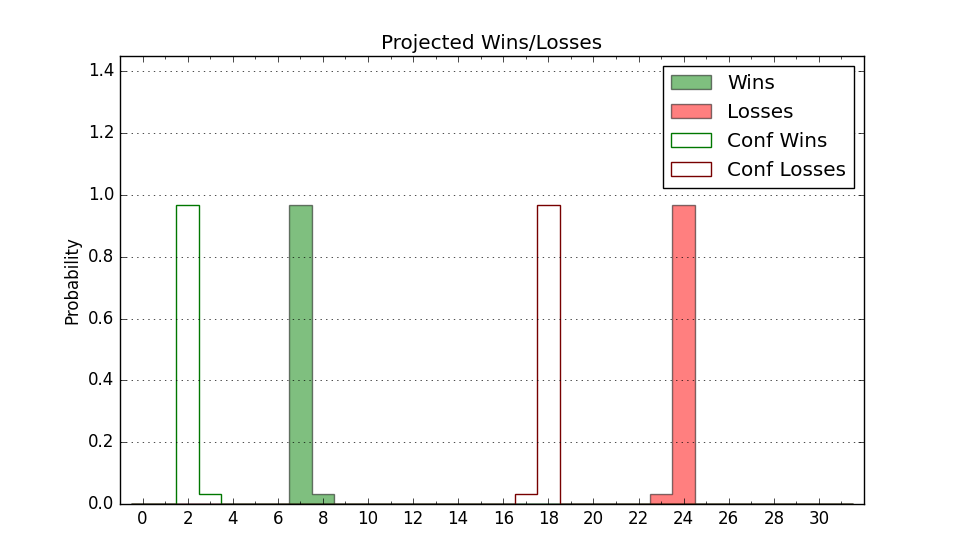 Projected Wins/Losses
1.4
1.2
1.0
0.8
0.6
0.4
0.2
0.0
Probability
Wins
Losses
Conf Wins
Conf Losses
0 2 4 6 8 10 12 14 16 18 20 22 24 26 28 30